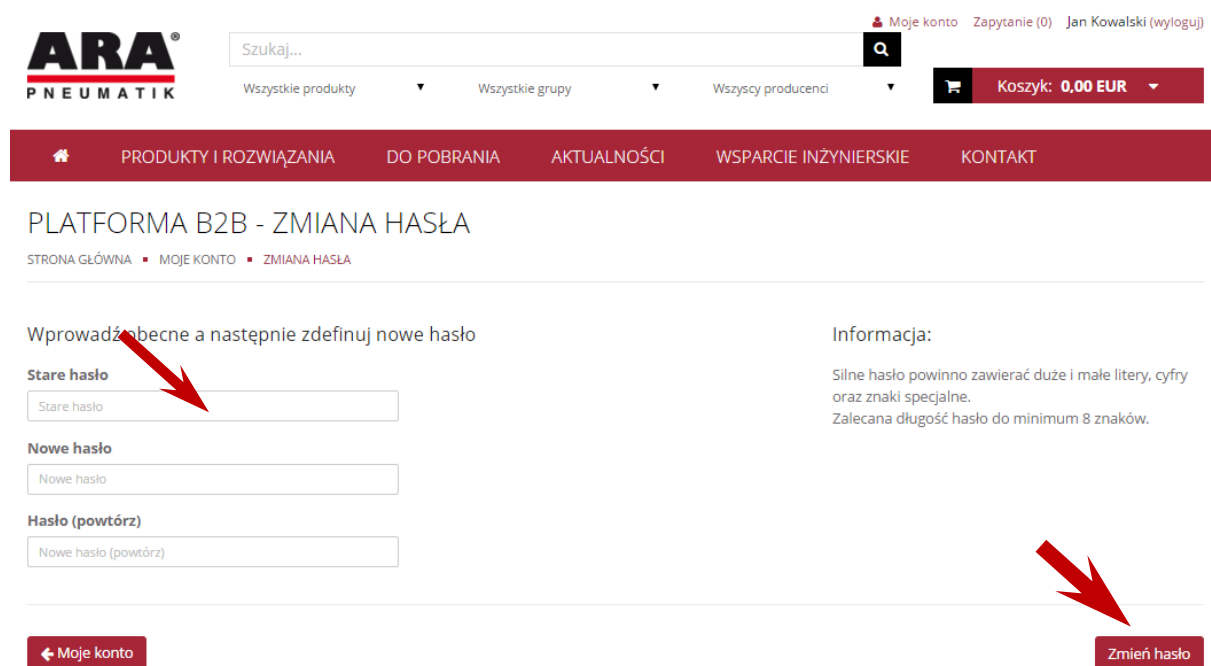 Moje konto Zapytanie (0) Jan Kowalski (wyloguj)
ARA®
PNEUMATIK
Szukaj...
Wszystkie produkty Wszystkie grupy Wszyscy producenci
Koszyk: 0,00 EUR
PRODUKTY I ROZWIĄZANIA DO POBRANIA AKTUALNOŚCI WSPARCIE INŻYNIERSKIE KONTAKT
PLATFORMA B2B - ZMIANA HASŁA
STRONA GŁÓWNA ▪ MOJE KONTO ▪ ZMIANA HASŁA
Wprowadź obecne a następnie zdefinuj nowe hasło
Stare hasło
Stare hasło
Nowe hasło
Nowe hasło
Hasło (powtórz)
Nowe hasło (powtórz)
Informacja:
Silne hasło powinno zawierać duże i małe litery, cyfry
oraz znaki specjalne.
Zalecana długość hasło do minimum 8 znaków.
Moje konto
Zmień hasło